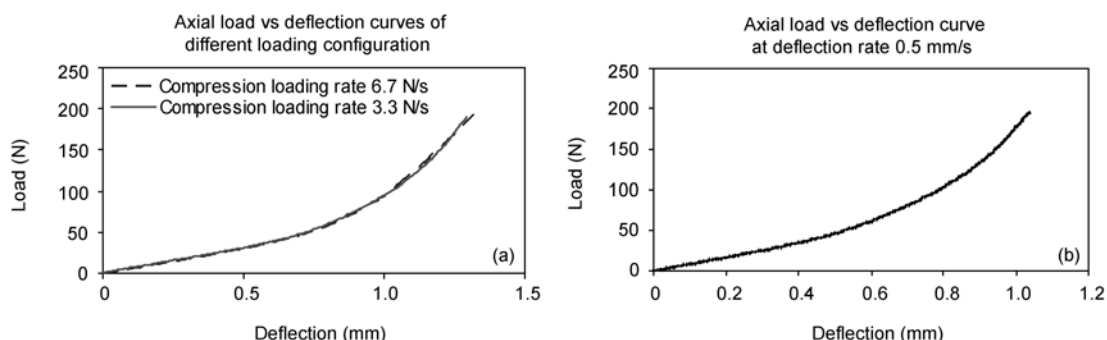 Axial load vs deflection curves of
different loading configuration
250
200
150
100
50
0
Load (N)
Compression loading rate 6.7 N/s
Compression loading rate 3.3 N/s
(a)
0
0.5
1.0
1.5
Deflection (mm)
Axial load vs deflection curve
at deflection rate 0.5 mm/s
250
200
150
100
50
0
Load (N)
(b)
0
0.2
0.4
0.6
0.8
1.0
1.2
Deflection (mm)